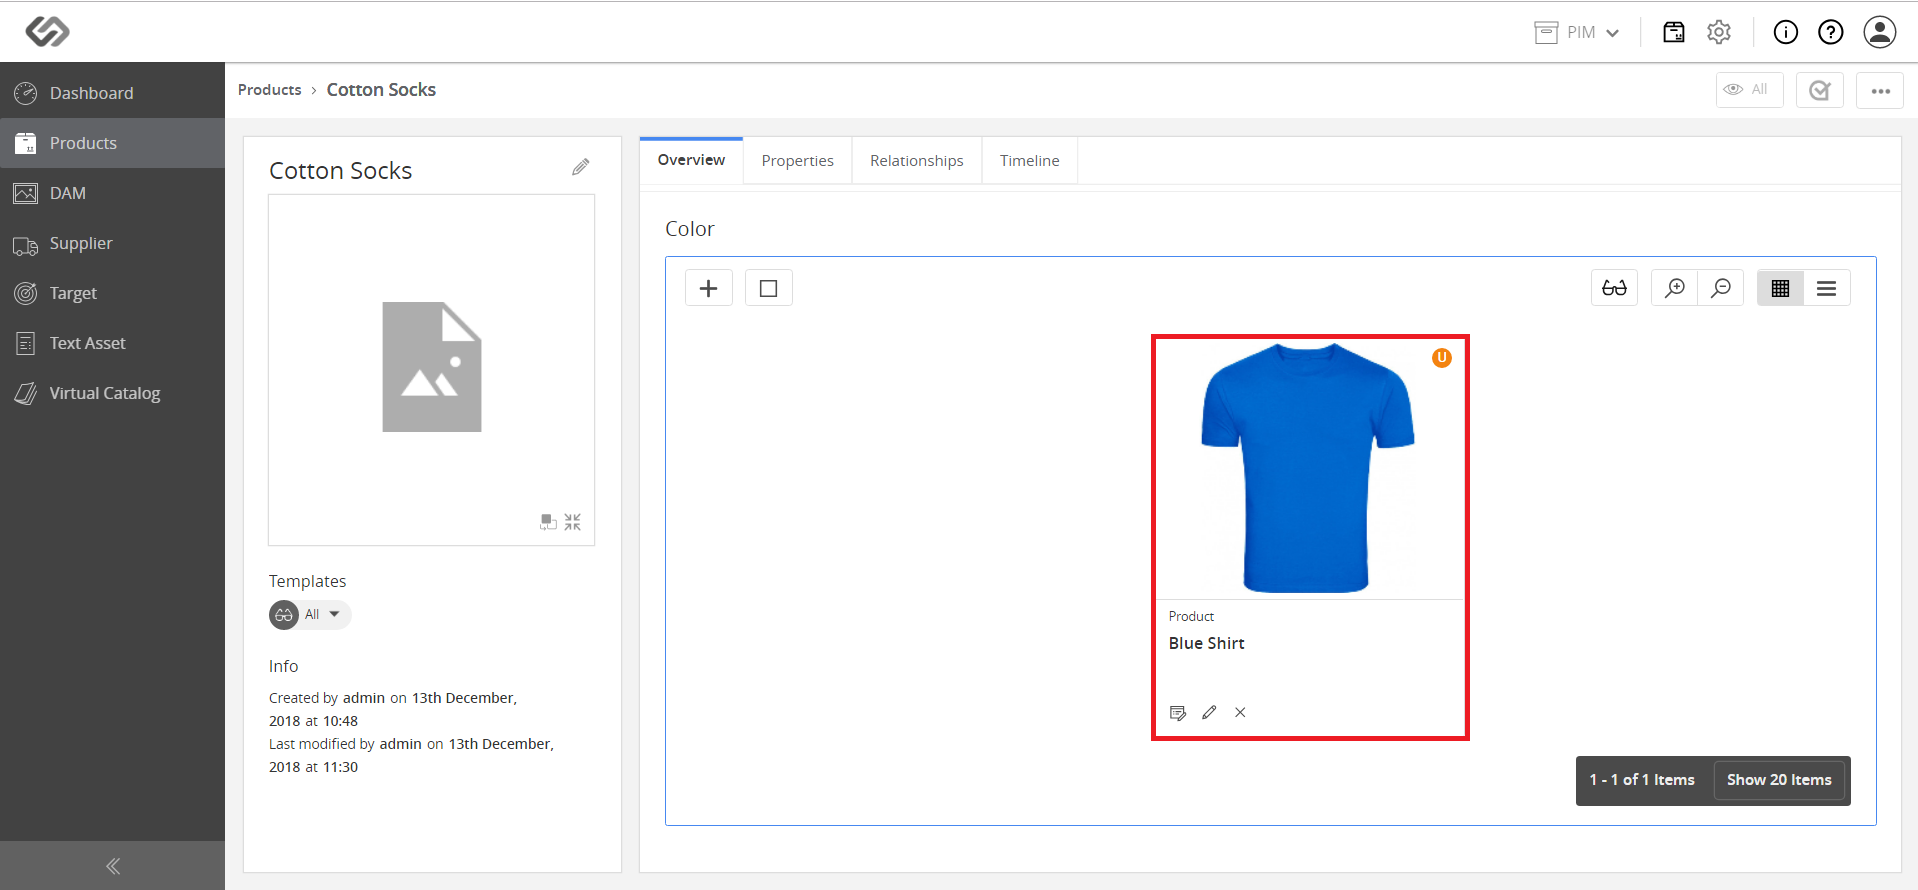 PIM
Dashboard
Products
DAM
Supplier
Target
Text Asset
Virtual Catalog
Products › Cotton Socks
All
Cotton Socks
Templates
All
Info
Created by admin on 13th December,
2018 at 10:48
Last modified by admin on 13th December,
2018 at 11:30
Overview
Properties
Relationships
Timeline
Color
U
Product
Blue Shirt
1 - 1 of 1 Items
Show 20 Items